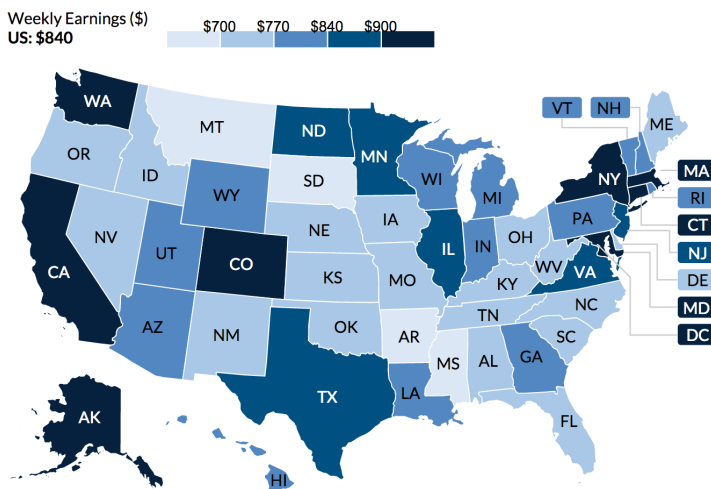 Weekly Earnings ($)
US: $840
$700 $770 $840 $900
WA
MT
ND
MN
VT NH
ME
OR
ID
SD
WI
NY
MA
WY
MI
RI
NV
NE
IA
PA
CT
UT
IL
IN
OH
NJ
CA
CO
KS
MO
WV
VA
DE
KY
MD
AZ
NM
OK
TN
NC
DC
AR
SC
MS
AL
GA
TX
LA
AK
FL
HI